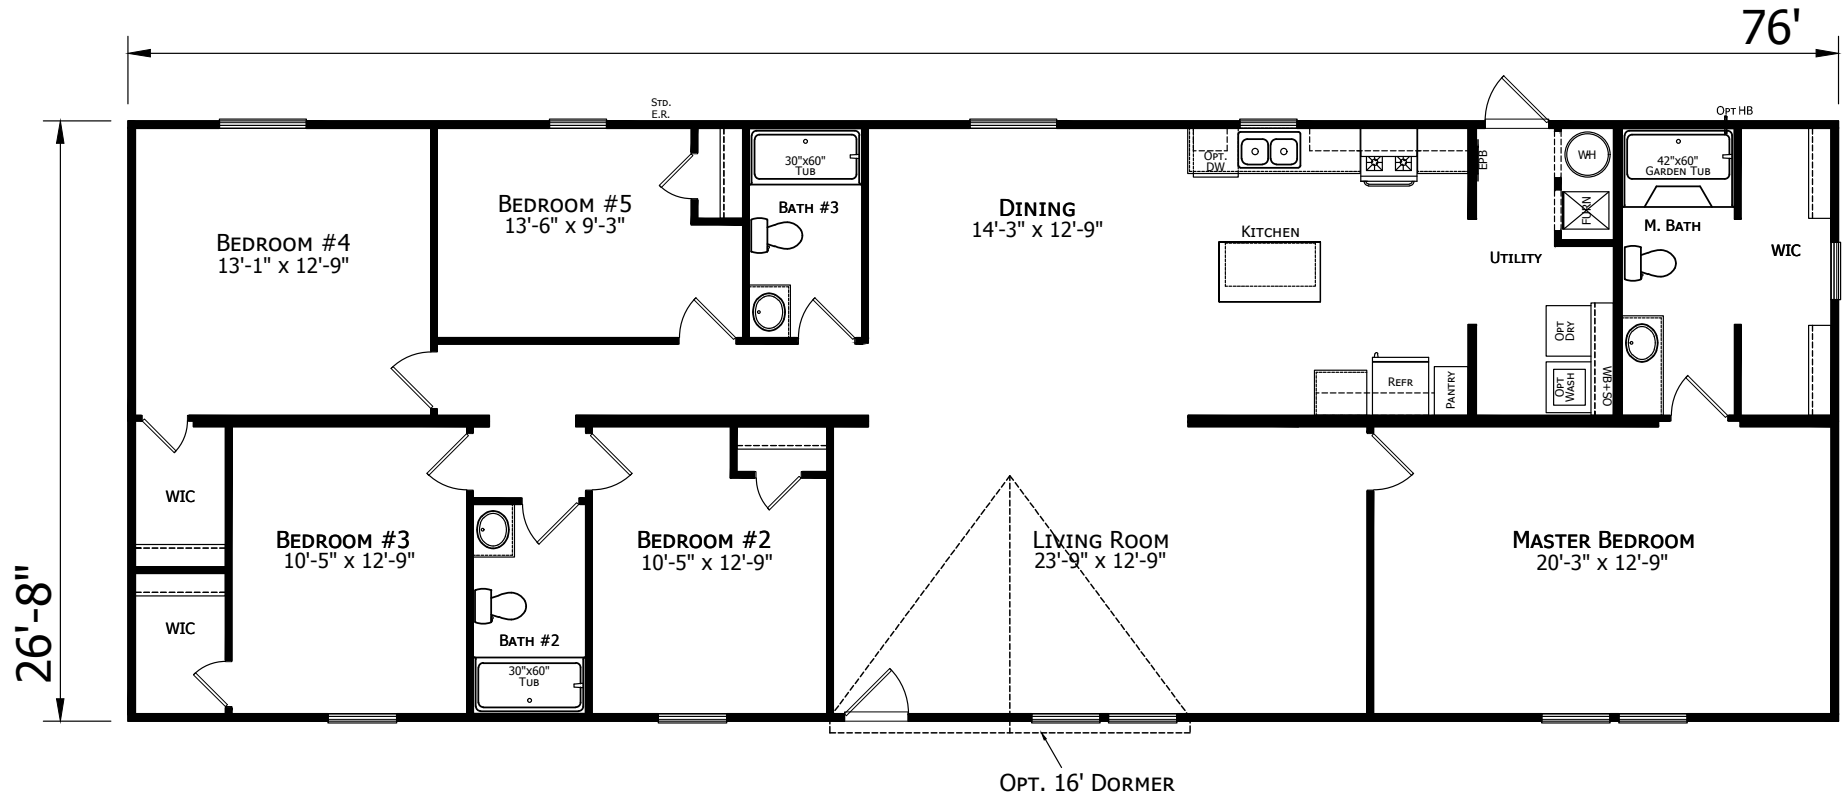 76'
STD.
E.R.
OPT HB
30"x60"
TUB
OPT.
DW
EPB
WH
42"x60"
GARDEN TUB
BEDROOM #5
13'-6" x 9'-3"
BATH #3
DINING
14'-3" x 12'-9"
FURN
M. BATH
BEDROOM #4
13'-1" x 12'-9"
KITCHEN
UTILITY
WIC
OPT
DRY
REFR
PANTRY
OPT
WASH
WB+SO
WIC
BEDROOM #3
10'-5" x 12'-9"
BEDROOM #2
10'-5" x 12'-9"
LIVING ROOM
23'-9" x 12'-9"
MASTER BEDROOM
20'-3" x 12'-9"
26'-8"
WIC
BATH #2
30"x60"
TUB
OPT. 16' DORMER